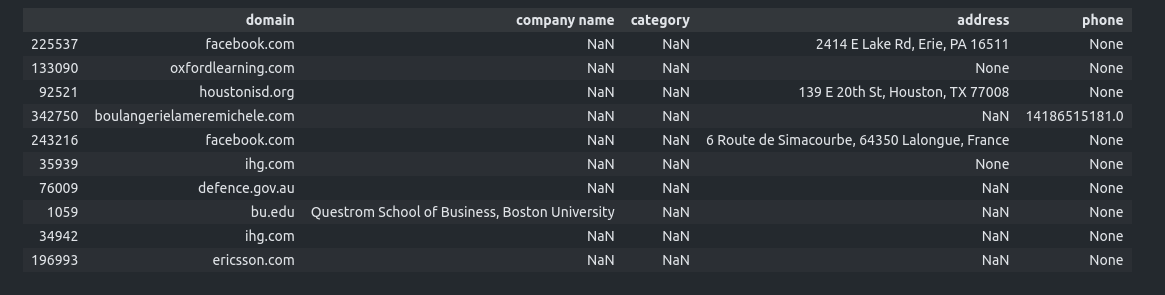 domain company name category address phone
225537 facebook.com NaN NaN 2414 E Lake Rd, Erie, PA 16511 None
133090 oxfordlearning.com NaN NaN None None
92521 houstonisd.org NaN NaN 139 E 20th St, Houston, TX 77008 None
342750 boulangerielameremichele.com NaN NaN NaN 14186515181.0
243216 facebook.com NaN NaN 6 Route de Simacourbe, 64350 Lalongue, France None
35939 ihg.com NaN NaN None None
76009 defence.gov.au NaN NaN NaN None
1059 bu.edu Questrom School of Business, Boston University NaN NaN None
34942 ihg.com NaN NaN NaN None
196993 ericsson.com NaN NaN NaN None